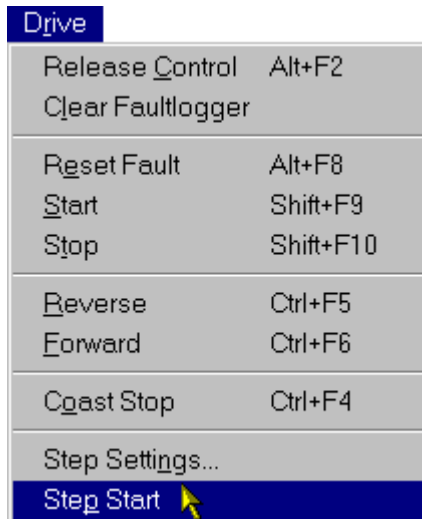 Drive
Release Control Alt+F2
Clear Faultlogger
Reset Fault Alt+F8
Start Shift+F9
Stop Shift+F10
Reverse Ctrl+F5
Forward Ctrl+F6
Coast Stop Ctrl+F4
Step Settings...
Step Start